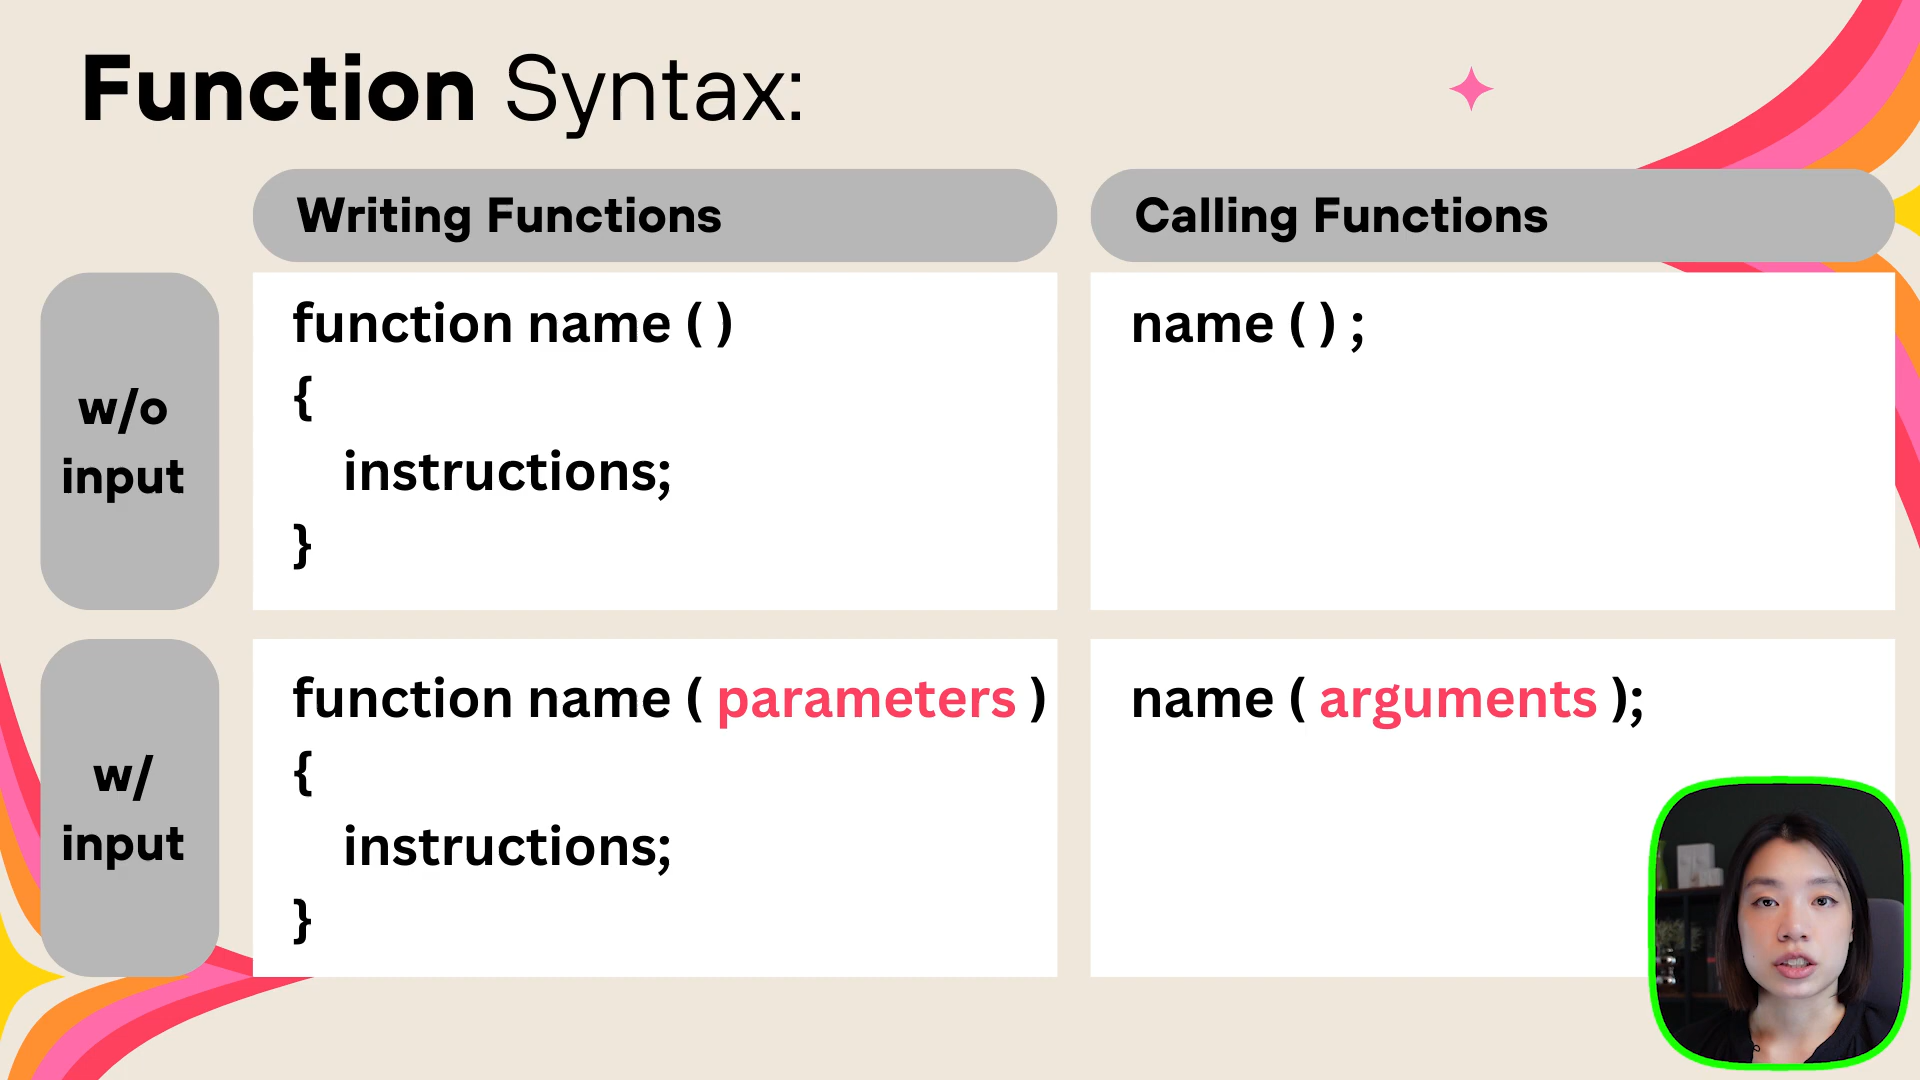 Function Syntax:
Writing Functions
Calling Functions
w/o
input
function name ( )
{
instructions;
}
name ( ) ;
w/
input
function name ( parameters )
{
instructions;
}
name ( arguments );